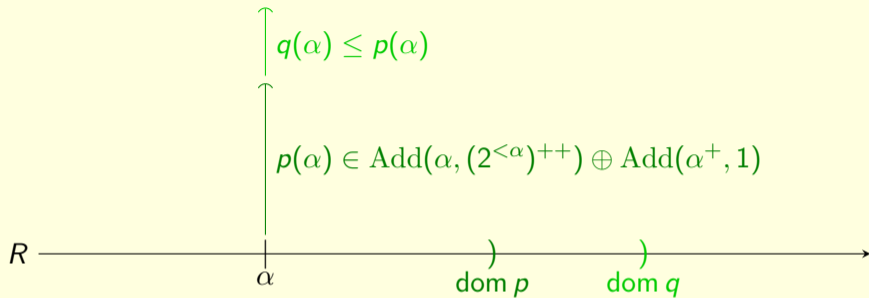 q(α) ≤ p(α)
p(α) ∈ Add(α, (2^{<α})^{++}) ⊕ Add(α^+, 1)
R
α
dom p
dom q